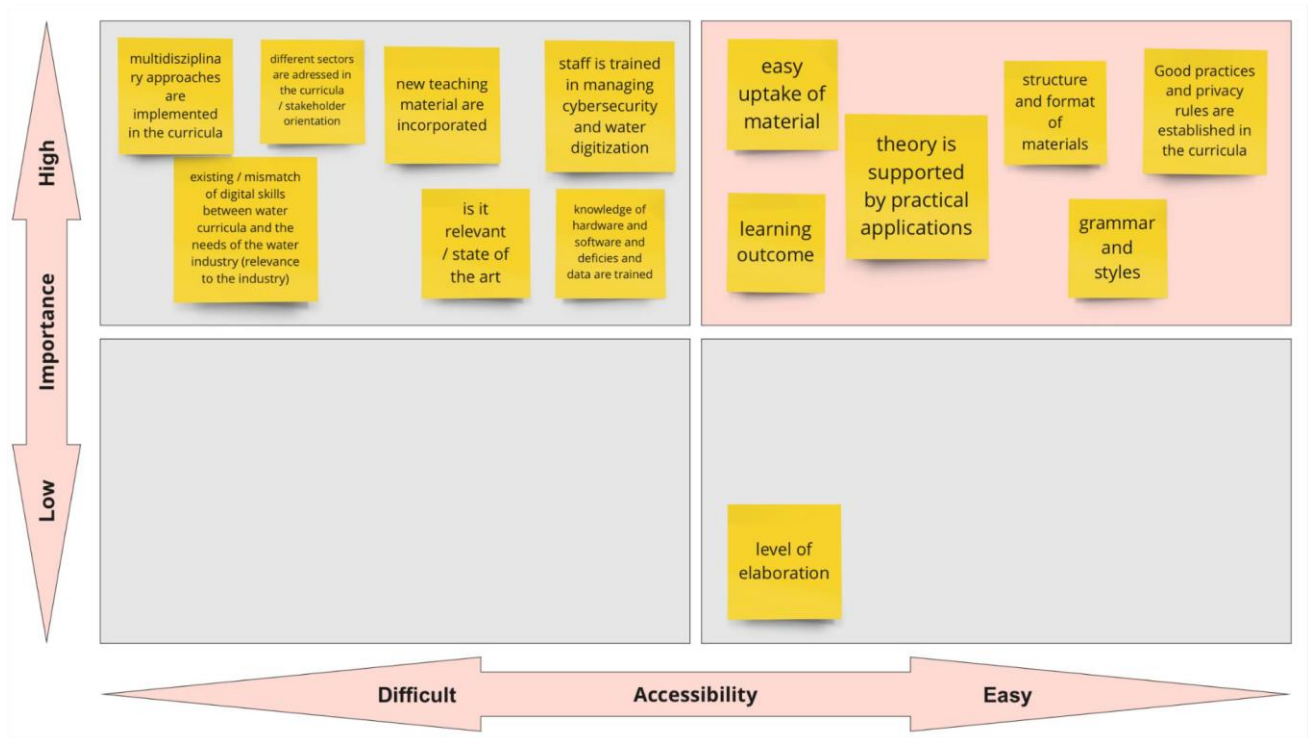 High
Importance
Low
multidisziplina
ry approaches
are
implemented
in the curricula
different sectors
are adressed in
the curricula
/ stakeholder
orientation
new teaching
material are
incorporated
staff is trained
in managing
cybersecurity
and water
digitization
existing / mismatch
of digital skills
between water
curricula and the
needs of the water
industry (relevance
to the industry)
is it
relevant
/ state of
the art
knowledge of
hardware and
software and
deficies and
data are trained
easy
uptake of
material
theory is
supported
by practical
applications
structure
and format
of
materials
Good practices
and privacy
rules are
established in
the curricula
learning
outcome
grammar
and
styles
level of
elaboration
Difficult
Accessibility
Easy